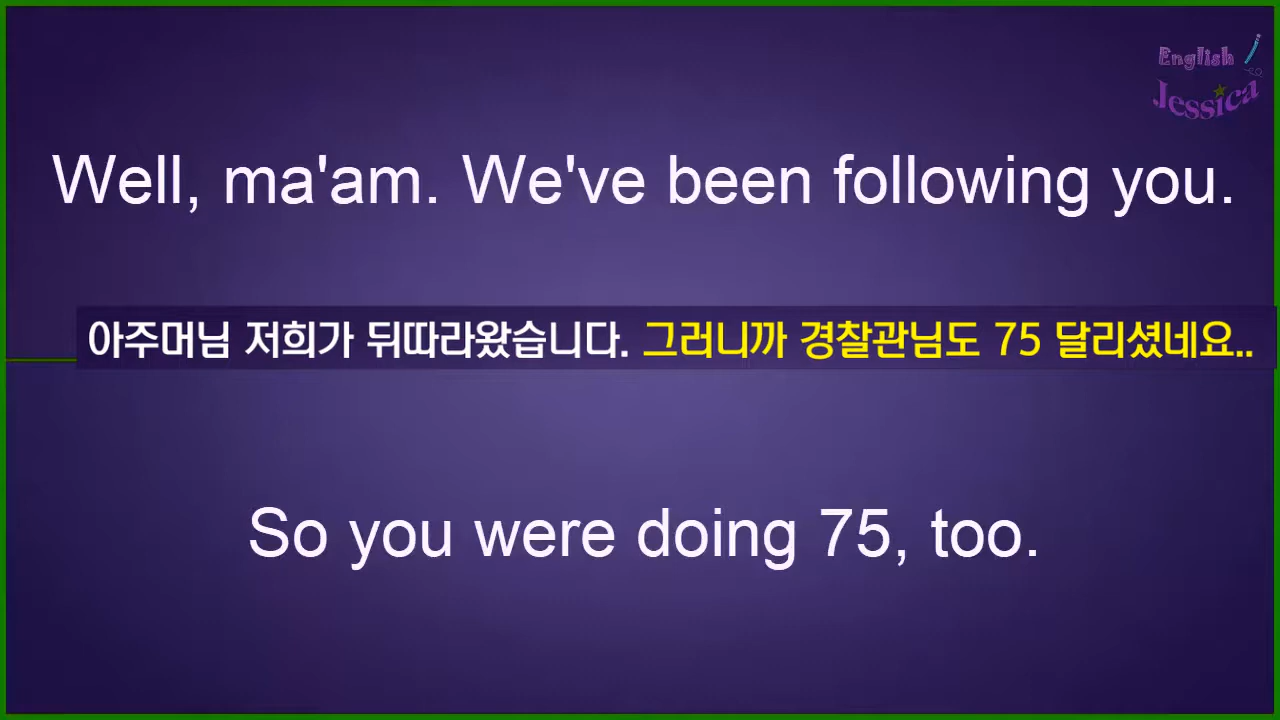 English
Jessica
Well, ma'am. We've been following you.
아주머님 저희가 뒤따라왔습니다. 그러니까 경찰관님도 75 달리셨네요..
So you were doing 75, too.